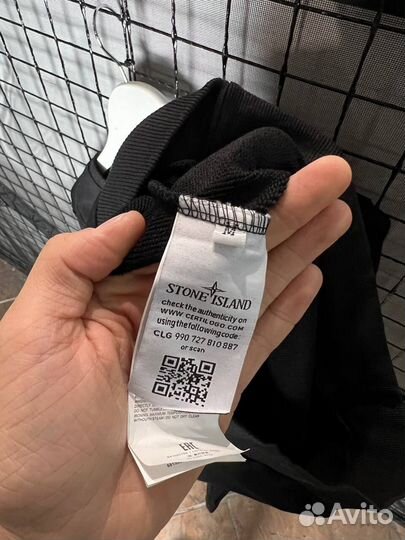 M
STONE ISLAND
check the authenticity on
WWW.CERTILOGO.COM
using the following code:
CLG 990 727 810 887
or scan
DO NOT TUMBLE
EAC
Avito